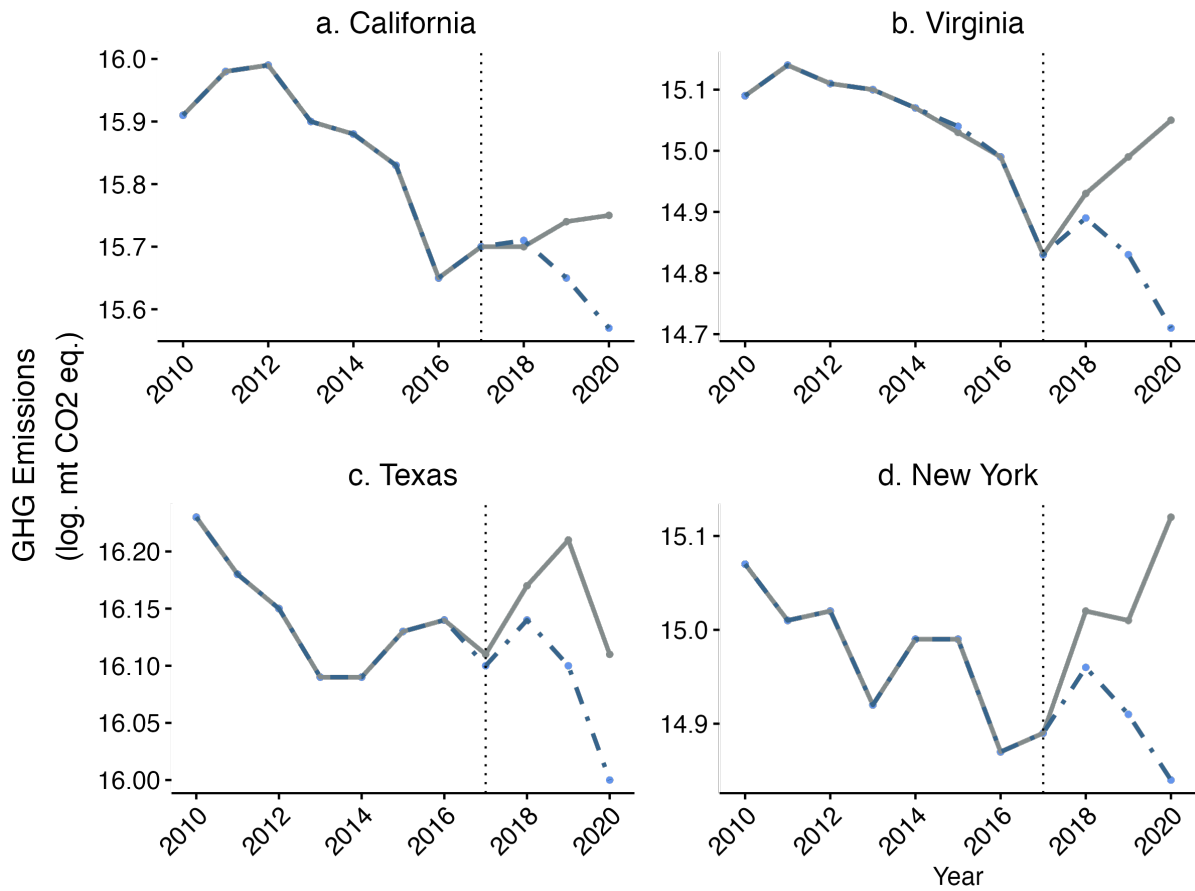 a. California
16.0
15.9
15.8
15.7
15.6
2010 2012 2014 2016 2018 2020
b. Virginia
15.1
15.0
14.9
14.8
14.7
2010 2012 2014 2016 2018 2020
GHG Emissions
(log. mt CO2 eq.)
c. Texas
16.20
16.15
16.10
16.05
16.00
2010 2012 2014 2016 2018 2020
d. New York
15.1
15.0
14.9
2010 2012 2014 2016 2018 2020
Year